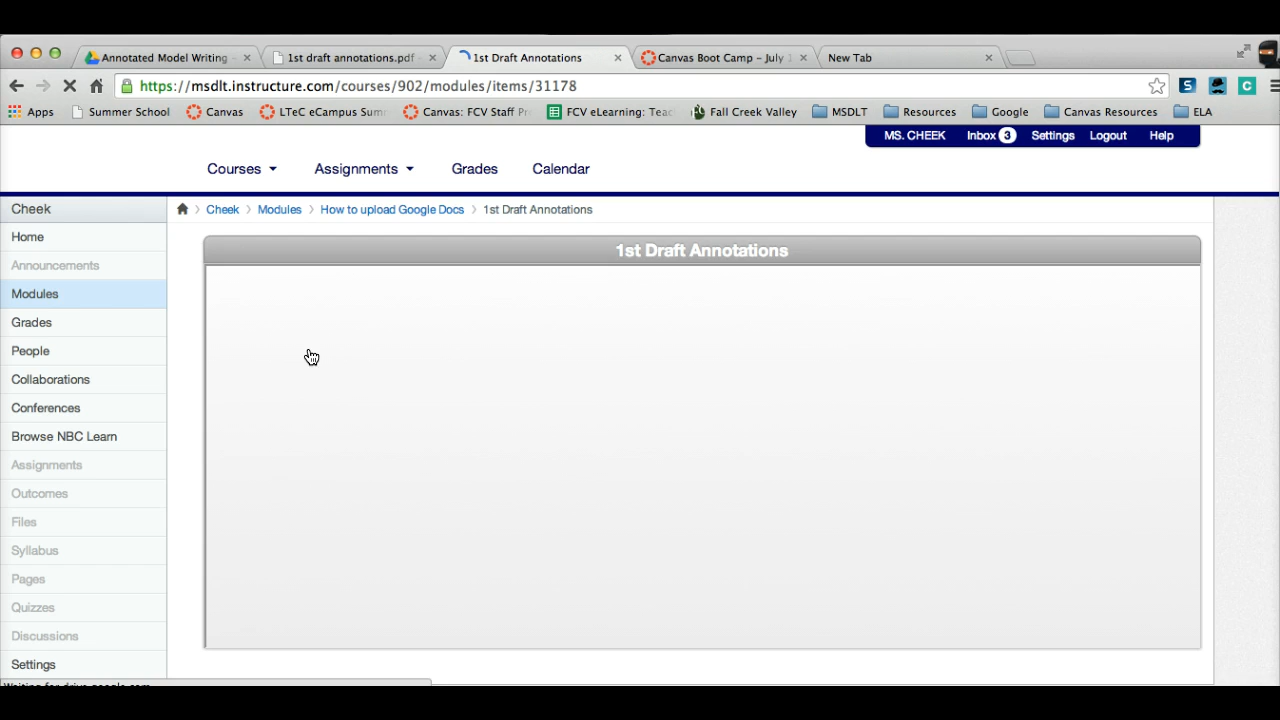 Annotated Model Writing
1st draft annotations.pdf
1st Draft Annotations
Canvas Boot Camp – July 1
New Tab
https://msdlt.instructure.com/courses/902/modules/items/31178
Apps
Summer School
Canvas
LTeC eCampus Sum
Canvas: FCV Staff Pr
FCV eLearning: Teac
Fall Creek Valley
MSDLT
Resources
Google
Canvas Resources
ELA
MS. CHEEK
Inbox 3
Settings
Logout
Help
Courses
Assignments
Grades
Calendar
Cheek
Cheek > Modules > How to upload Google Docs > 1st Draft Annotations
Home
Announcements
Modules
Grades
People
Collaborations
Conferences
Browse NBC Learn
Assignments
Outcomes
Files
Syllabus
Pages
Quizzes
Discussions
Settings
1st Draft Annotations
Waiting for drive.google.com